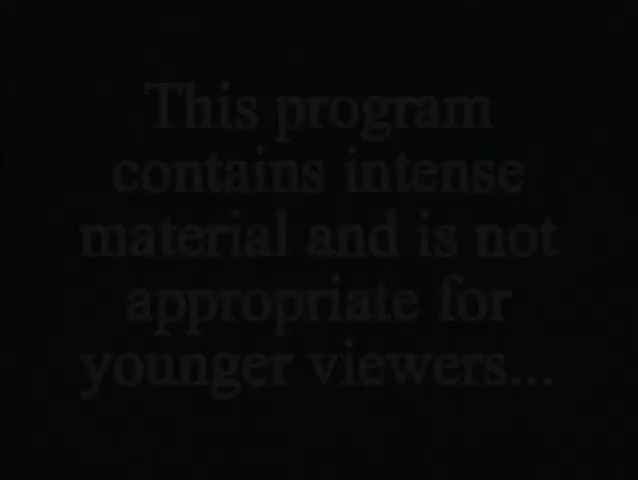 This program
contains intense
material and is not
appropriate for
younger viewers...